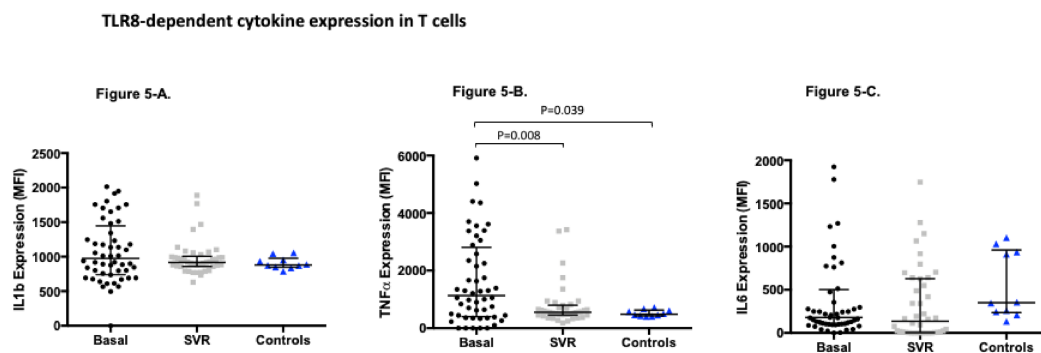 TLR8-dependent cytokine expression in T cells
Figure 5-A.
IL1b Expression (MFI)
2500
2000
1500
1000
500
0
Basal SVR Controls
Figure 5-B.
P=0.039
P=0.008
TNFα Expression (MFI)
6000
4000
2000
0
Basal SVR Controls
Figure 5-C.
IL6 Expression (MFI)
2000
1500
1000
500
0
Basal SVR Controls